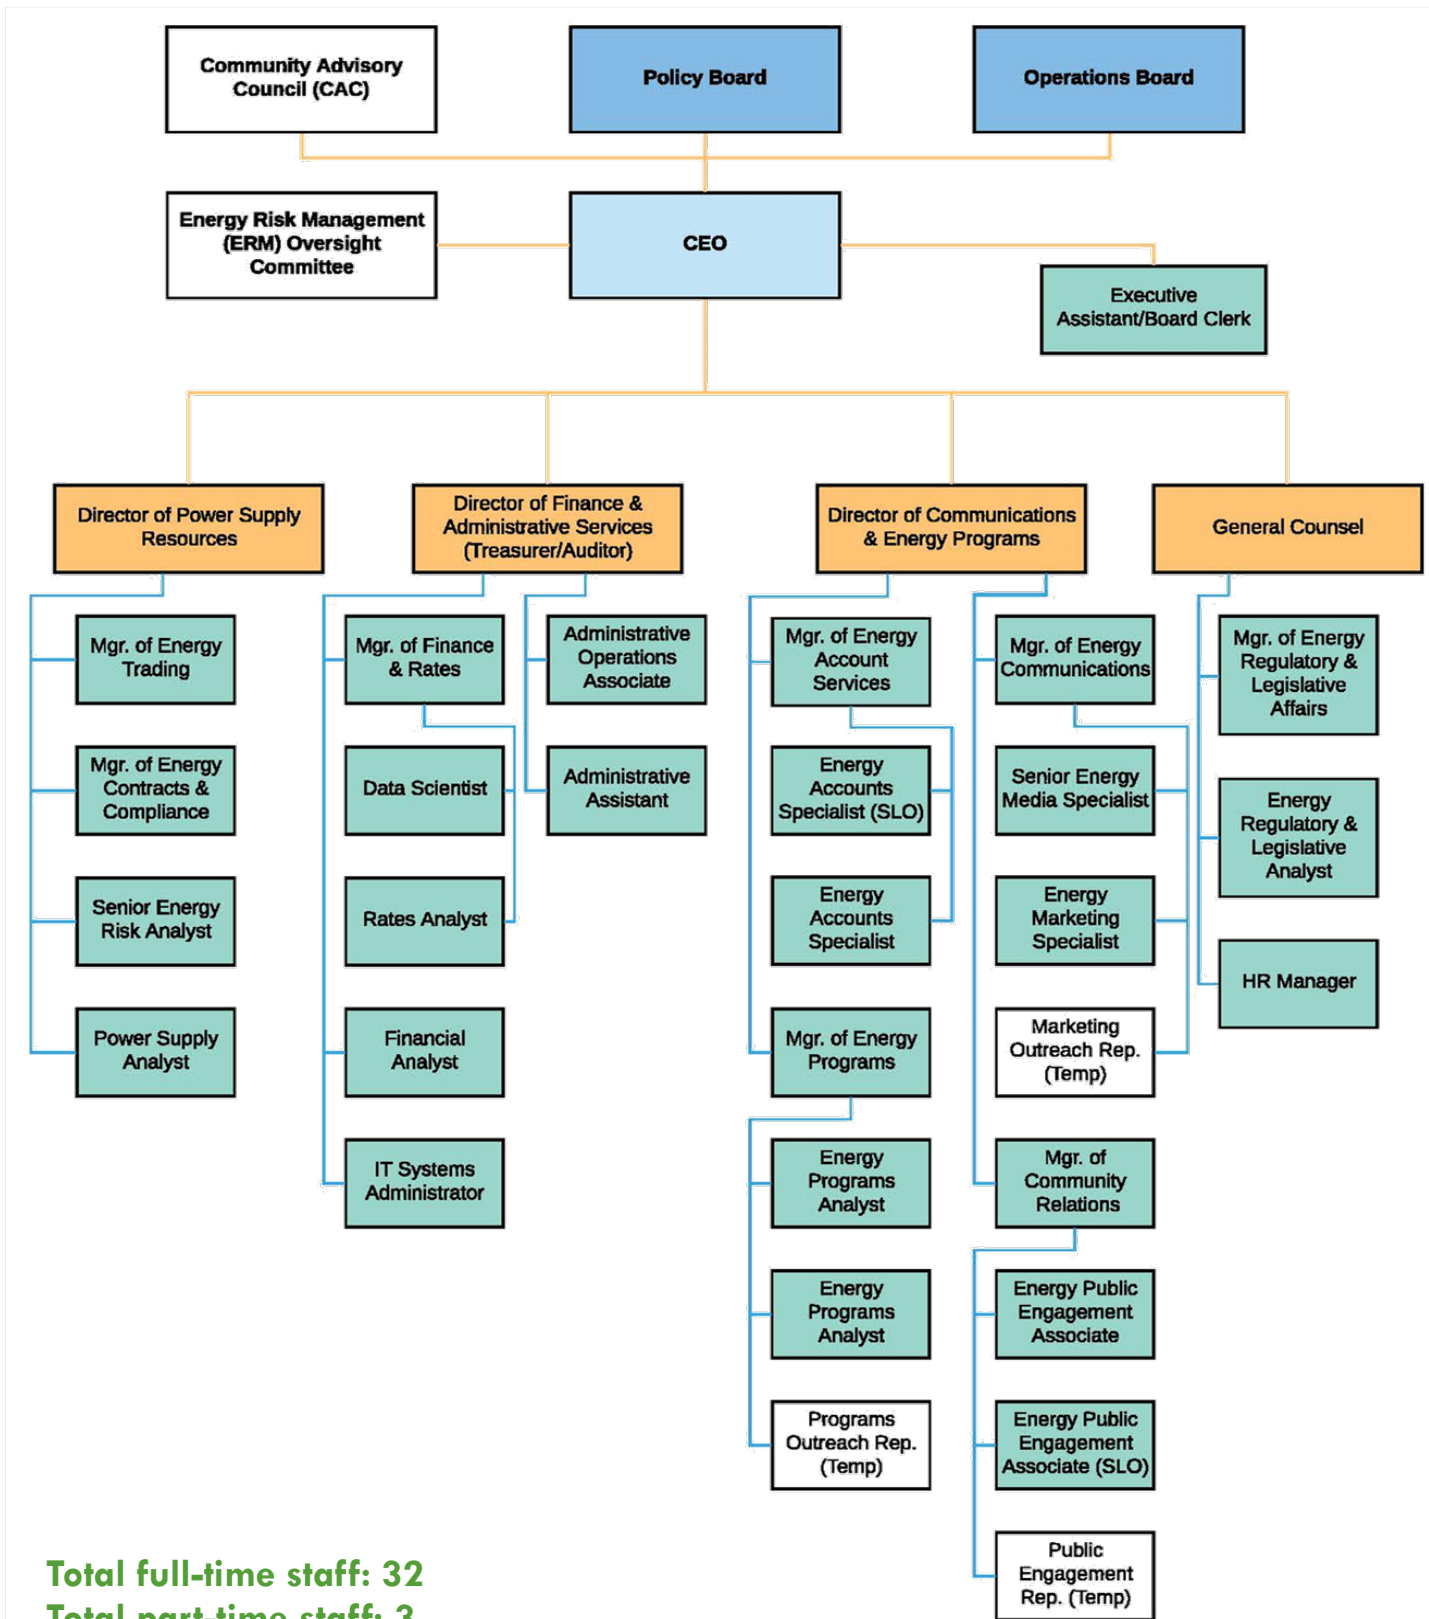 Community Advisory
Council (CAC)
Policy Board
Operations Board
Energy Risk Management
(ERM) Oversight
Committee
CEO
Executive
Assistant/Board Clerk
Director of Power Supply
Resources
Director of Finance &
Administrative Services
(Treasurer/Auditor)
Director of Communications
& Energy Programs
General Counsel
Mgr. of Energy
Trading
Mgr. of Energy
Contracts &
Compliance
Senior Energy
Risk Analyst
Power Supply
Analyst
Mgr. of Finance
& Rates
Data Scientist
Rates Analyst
Financial
Analyst
IT Systems
Administrator
Administrative
Operations
Associate
Administrative
Assistant
Mgr. of Energy
Account
Services
Energy
Accounts
Specialist (SLO)
Energy
Accounts
Specialist
Mgr. of Energy
Programs
Energy
Programs
Analyst
Energy
Programs
Analyst
Programs
Outreach Rep.
(Temp)
Mgr. of Energy
Communications
Senior Energy
Media Specialist
Energy
Marketing
Specialist
Marketing
Outreach Rep.
(Temp)
Mgr. of
Community
Relations
Energy Public
Engagement
Associate
Energy Public
Engagement
Associate (SLO)
Public
Engagement
Rep. (Temp)
Mgr. of Energy
Regulatory &
Legislative
Affairs
Energy
Regulatory &
Legislative
Analyst
HR Manager
Total full-time staff: 32
Total part-time staff: 3